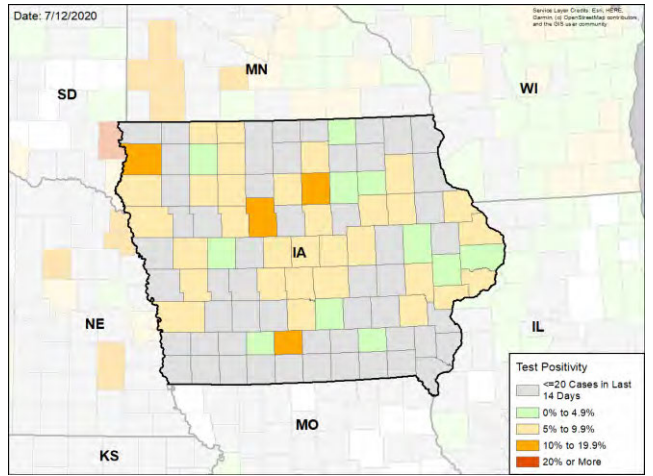 Date: 7/12/2020
Service Layer Credits: Esri, HERE,
Garmin, (c) OpenStreetMap contributors,
and the GIS user community
MN
SD
WI
IA
NE
IL
MO
KS
Test Positivity
<=20 Cases in Last
14 Days
0% to 4.9%
5% to 9.9%
10% to 19.9%
20% or More